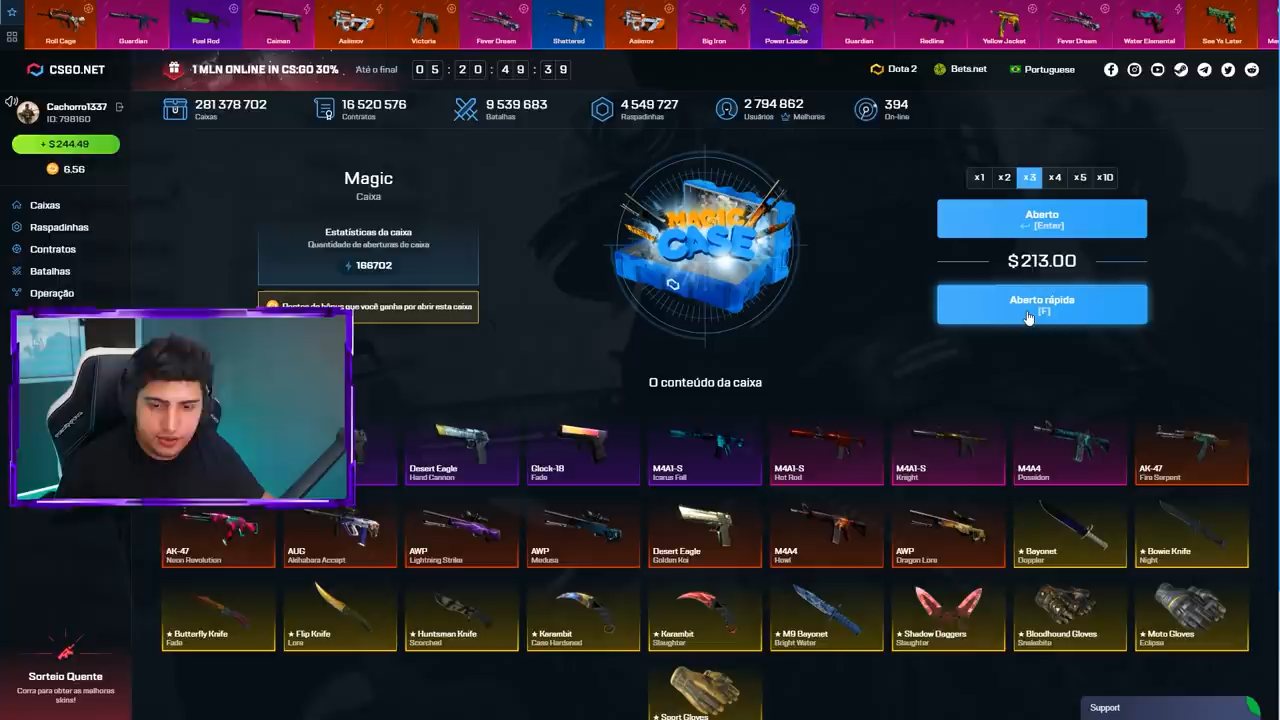 Roll Cage
Guardian
Fuel Rod
Caiman
Asiimov
Victoria
Fever Dream
Shattered
Asiimov
Big Iron
Power Loader
Guardian
Redline
Yellow Jacket
Fever Dream
Water Elemental
See Ya Later
CSGO.NET
1 MLN ONLINE IN CS:GO 30%
Até o final
05:20:49:39
Dota 2
Bets.net
Portuguese
Cachorro1337
ID: 798160
+ $244.49
6.56
281 378 702
Caixas
16 520 576
Contratos
9 539 683
Batalhas
4 549 727
Raspadinhas
2 794 862
Usuários
Melhores
394
On-line
Caixas
Raspadinhas
Contratos
Batalhas
Operação
Magic
Caixa
Estatísticas da caixa
Quantidade de aberturas de caixa
166702
que você ganha por abrir esta caixa
MAGIC
CASE
x1 x2 x3 x4 x5 x10
Aberto
[Enter]
$213.00
Aberto rápida
[F]
O conteúdo da caixa
Desert Eagle
Hand Cannon
Glock-18
Fade
M4A1-S
Icarus Fell
M4A1-S
Hot Rod
M4A1-S
Knight
M4A4
Poseidon
AK-47
Fire Serpent
AK-47
Neon Revolution
AUG
Akihabara Accept
AWP
Lightning Strike
AWP
Medusa
Desert Eagle
Golden Koi
M4A4
Howl
AWP
Dragon Lore
★ Bayonet
Doppler
★ Bowie Knife
Night
★ Butterfly Knife
Fade
★ Flip Knife
Lore
★ Huntsman Knife
Scorched
★ Karambit
Case Hardened
★ Karambit
Slaughter
★ M9 Bayonet
Bright Water
★ Shadow Daggers
Slaughter
★ Bloodhound Gloves
Snakebite
★ Moto Gloves
Eclipse
★ Sport Gloves
Sorteio Quente
Corra para obter as melhores
skins!
Support